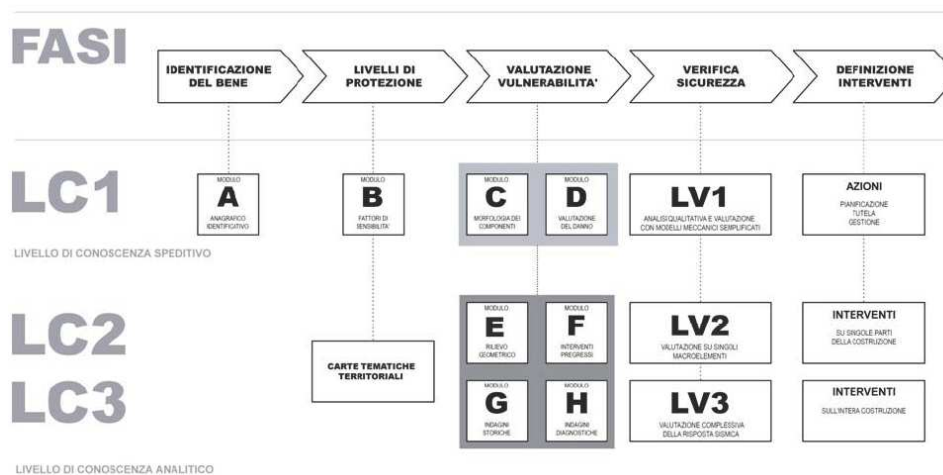 FASI
IDENTIFICAZIONE
DEL BENE
LIVELLI DI
PROTEZIONE
VALUTAZIONE
VULNERABILITA'
VERIFICA
SICUREZZA
DEFINIZIONE
INTERVENTI
LC1
MODULO
A
ANAGRAFICO
IDENTIFICATIVO
MODULO
B
FATTORI DI
SENSIBILITA'
MODULO
C
MORFOLOGIA DEI
COMPONENTI
MODULO
D
VALUTAZIONE
DEL DANNO
LV1
ANALISI QUALITATIVA E VALUTAZIONE
CON MODELLI MECCANICI SEMPLIFICATI
AZIONI
PIANIFICAZIONE
TUTELA
GESTIONE
LIVELLO DI CONOSCENZA SPEDITIVO
LC2
CARTE TEMATICHE
TERRITORIALI
MODULO
E
RILIEVO
GEOMETRICO
MODULO
F
INTERVENTI
PREGRESSI
LV2
VALUTAZIONE SU SINGOLI
MACROELEMENTI
INTERVENTI
SU SINGOLE PARTI
DELLA COSTRUZIONE
LC3
MODULO
G
INDAGINI
STORICHE
MODULO
H
INDAGINI
DIAGNOSTICHE
LV3
VALUTAZIONE COMPLESSIVA
DELLA RISPOSTA SISMICA
INTERVENTI
SULL'INTERA COSTRUZIONE
LIVELLO DI CONOSCENZA ANALITICO